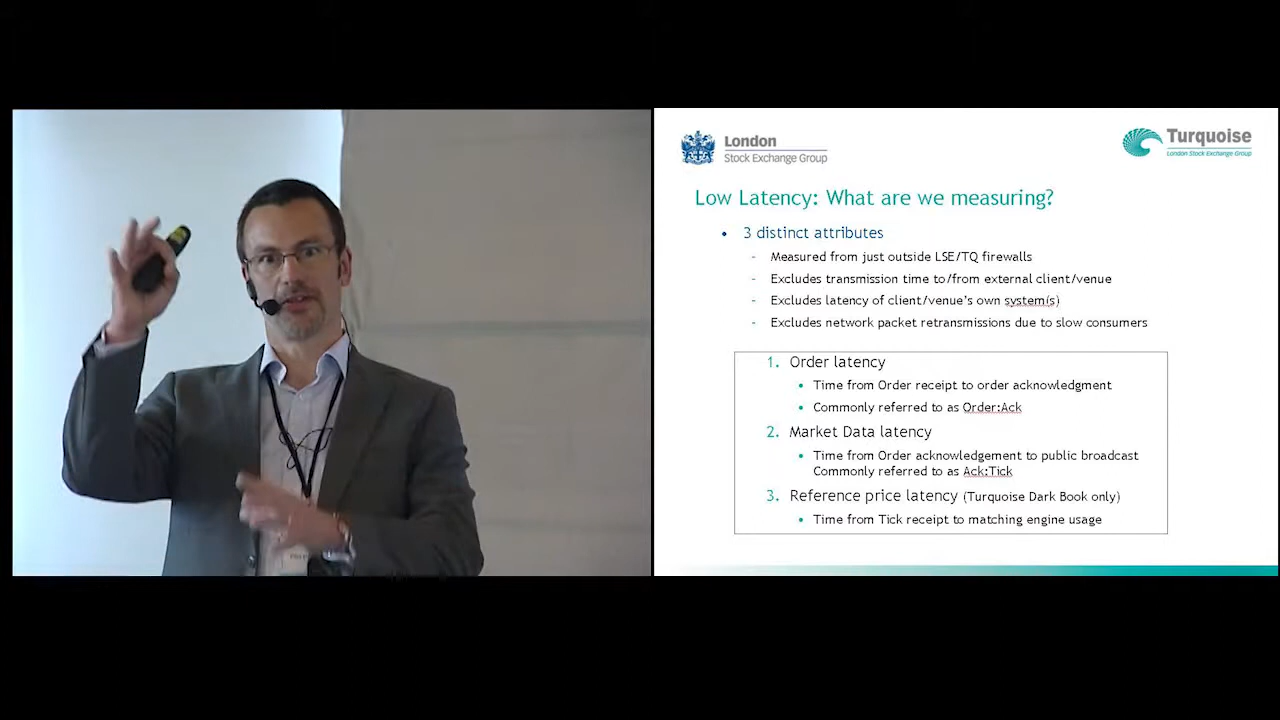 London
Stock Exchange Group
Turquoise
London Stock Exchange Group
Low Latency: What are we measuring?
• 3 distinct attributes
- Measured from just outside LSE/TQ firewalls
- Excludes transmission time to/from external client/venue
- Excludes latency of client/venue's own system(s)
- Excludes network packet retransmissions due to slow consumers
1. Order latency
• Time from Order receipt to order acknowledgment
• Commonly referred to as Order:Ack
2. Market Data latency
• Time from Order acknowledgement to public broadcast
Commonly referred to as Ack:Tick
3. Reference price latency (Turquoise Dark Book only)
• Time from Tick receipt to matching engine usage